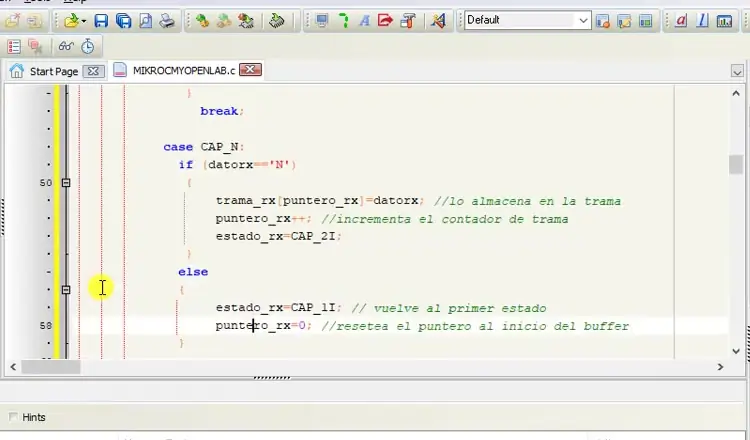 Default
Start Page
MIKROCMYOPENLAB.c
}
break;
case CAP_N:
if (datorx=='N')
50
{
trama_rx[puntero_rx]=datorx; //lo almacena en la trama
puntero_rx++; //incrementa el contador de trama
estado_rx=CAP_2I;
}
else
{
estado_rx=CAP_1I; // vuelve al primer estado
58
puntero_rx=0; //resetea el puntero al inicio del buffer
}
Hints